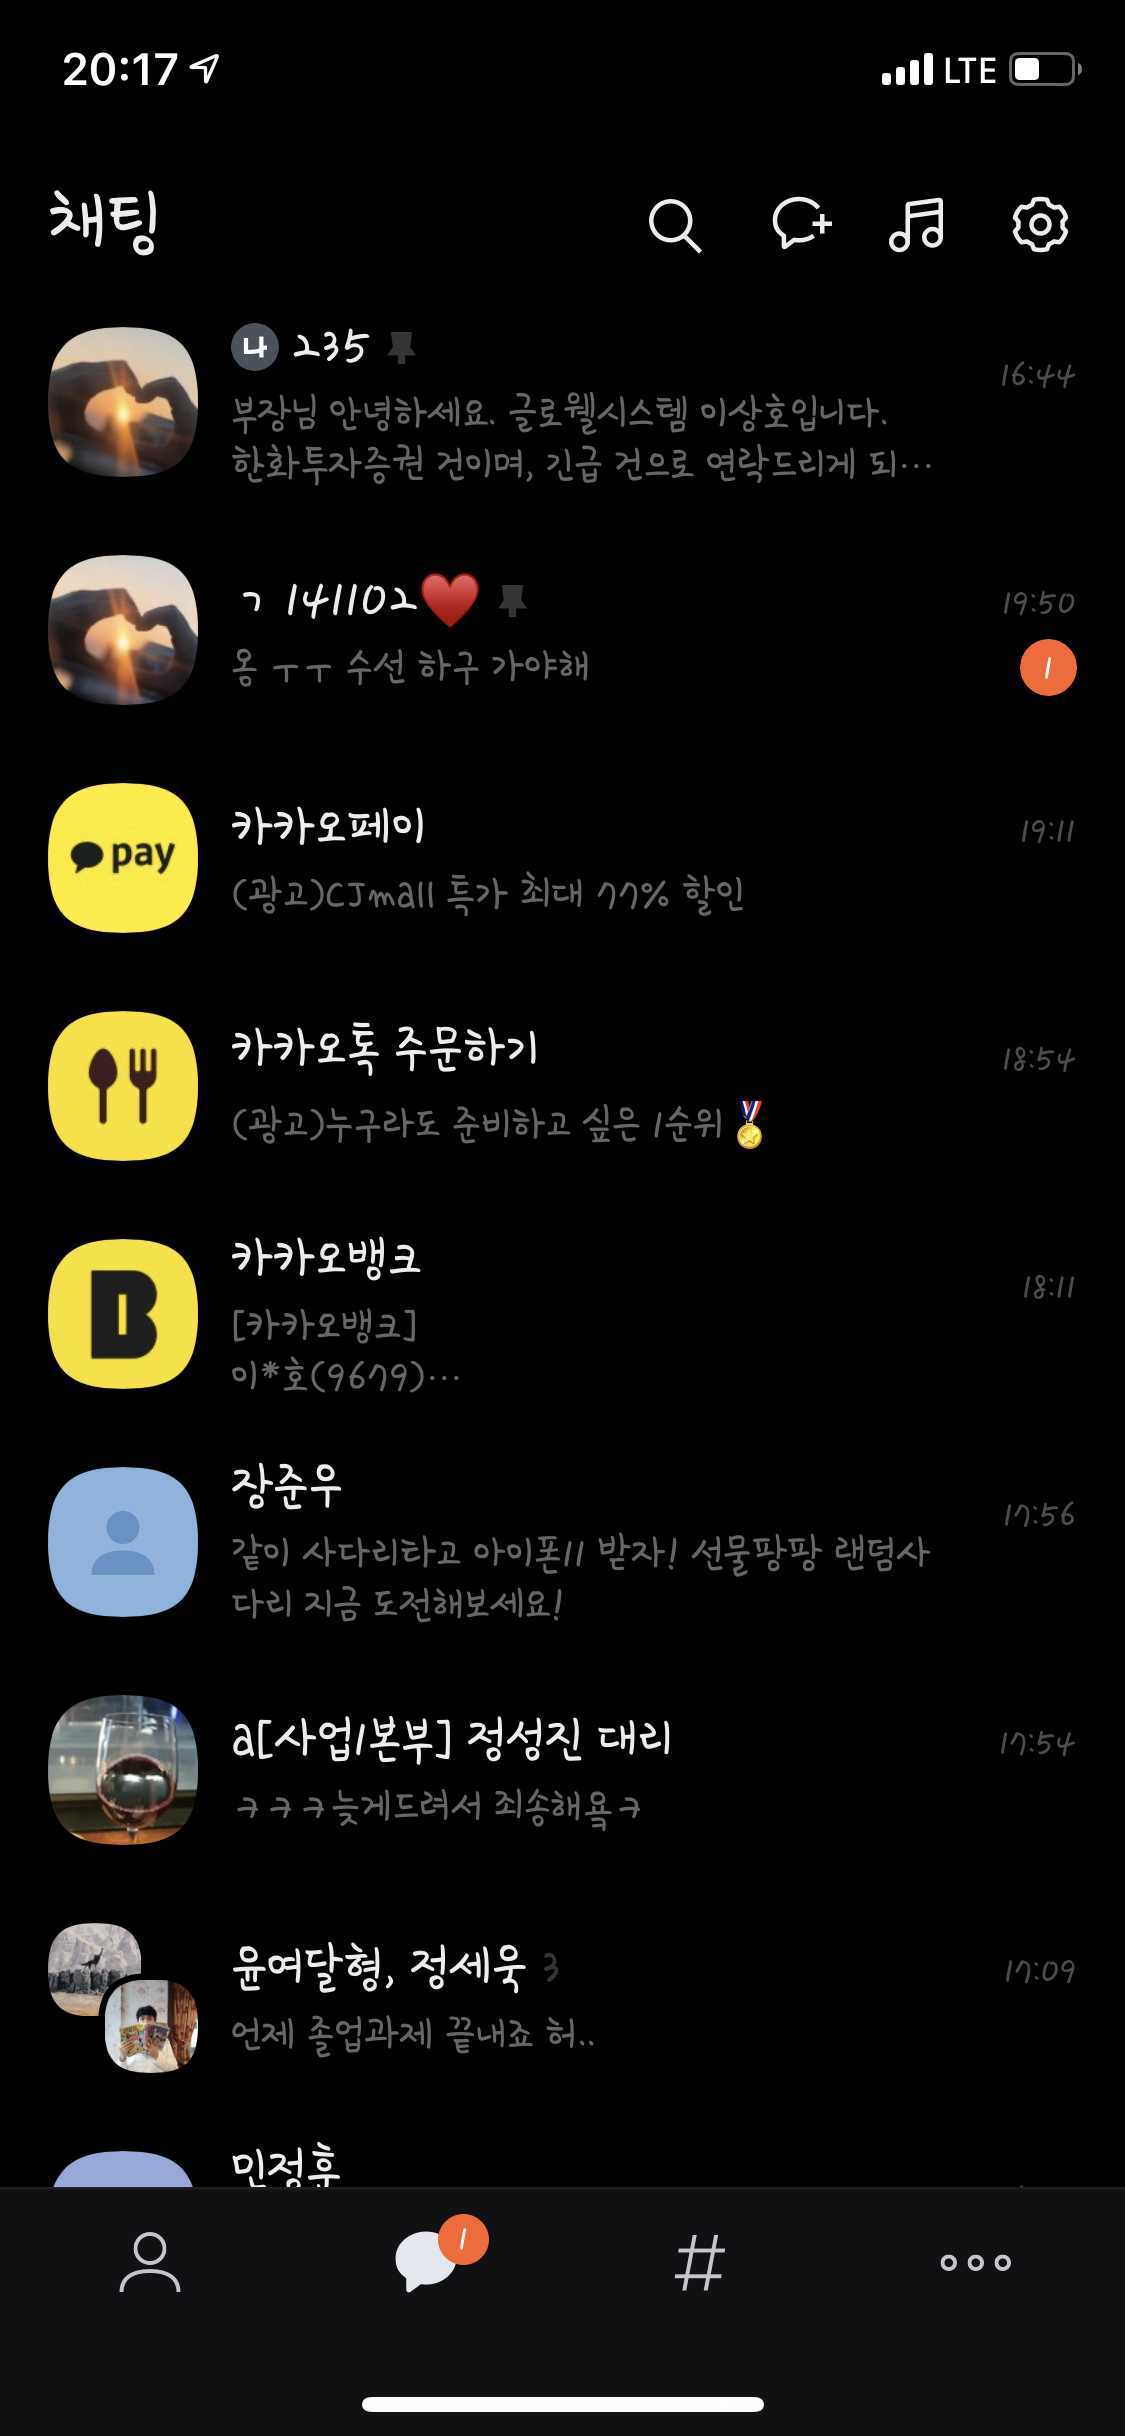 20:17
LTE
채팅
나 235
16:44
부장님 안녕하세요. 글로웰시스템 이상호입니다.
한화투자증권 건이며, 긴급 건으로 연락드리게 되…
ㄱ 141102❤️
19:50
옹 ㅜㅜ 수선 하구 가야해
1
pay
카카오페이
19:11
(광고)CJmall 특가 최대 77% 할인
카카오톡 주문하기
18:54
(광고)누구라도 준비하고 싶은 1순위🏅
B
카카오뱅크
18:11
[카카오뱅크]
이*호(9679)…
장준우
17:56
같이 사다리타고 아이폰11 받자! 선물팡팡 랜덤사
다리 지금 도전해보세요!
a[사업1본부] 정성진 대리
17:54
ㅋㅋㅋ늦게드려서 죄송해욬ㅋ
윤여달형, 정세욱 3
17:09
언제 졸업과제 끝내죠 허..
민정훈
1